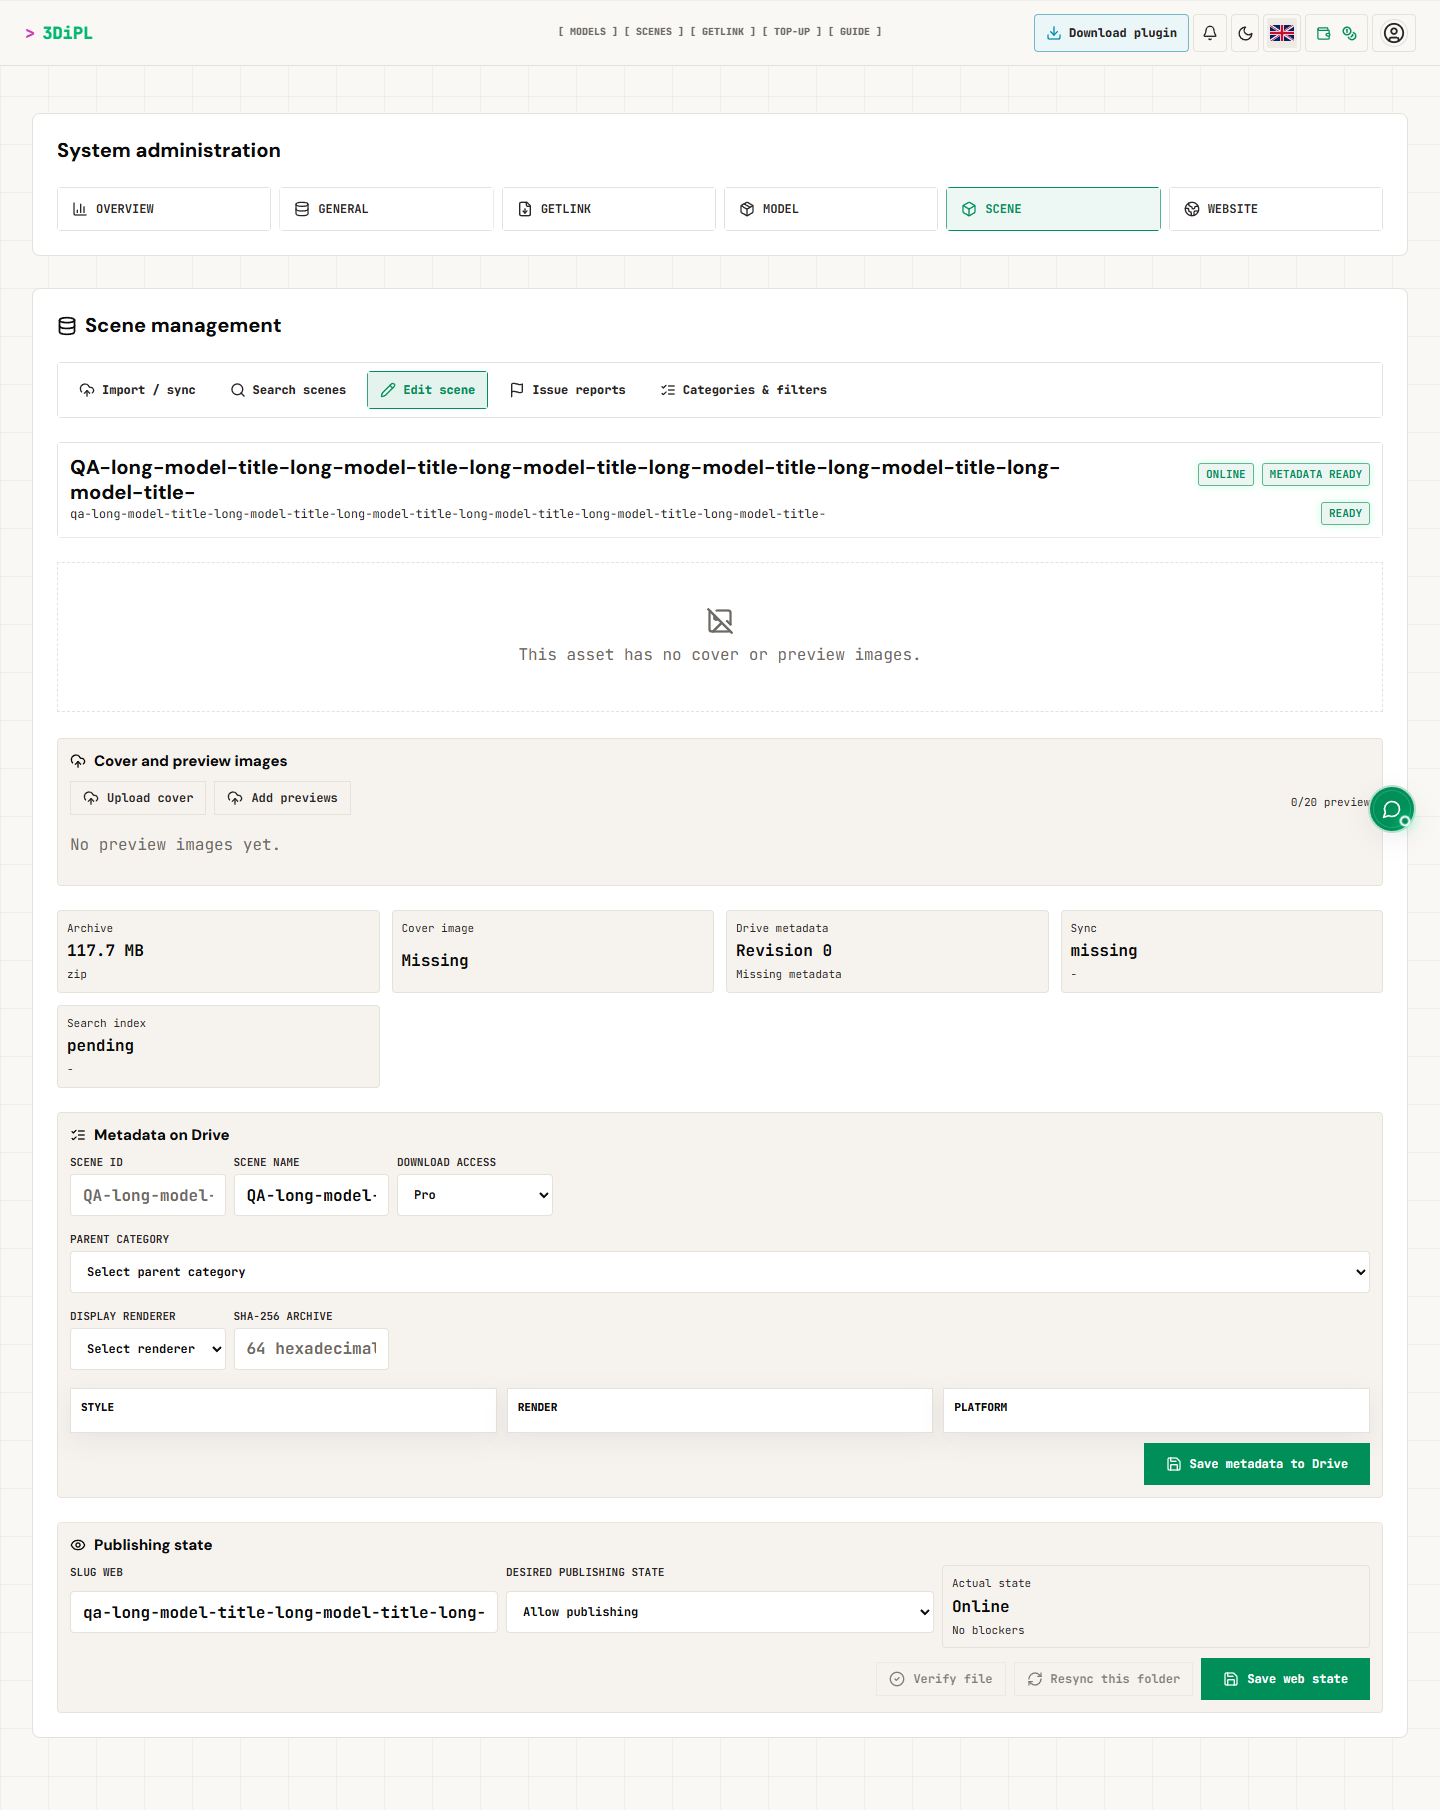 > 3DiPL
[ MODELS ] [ SCENES ] [ GETLINK ] [ TOP-UP ] [ GUIDE ]
Download plugin
System administration
OVERVIEW
GENERAL
GETLINK
MODEL
SCENE
WEBSITE
Scene management
Import / sync
Search scenes
Edit scene
Issue reports
Categories & filters
QA-long-model-title-long-model-title-long-model-title-long-model-title-long-model-title-long-
model-title-
qa-long-model-title-long-model-title-long-model-title-long-model-title-long-model-title-long-model-title-
ONLINE
METADATA READY
READY
This asset has no cover or preview images.
Cover and preview images
Upload cover
Add previews
0/20 preview
No preview images yet.
Archive
117.7 MB
zip
Cover image
Missing
Drive metadata
Revision 0
Missing metadata
Sync
missing
-
Search index
pending
-
Metadata on Drive
SCENE ID
SCENE NAME
DOWNLOAD ACCESS
QA-long-model-
QA-long-model-
Pro
PARENT CATEGORY
Select parent category
DISPLAY RENDERER
SHA-256 ARCHIVE
Select renderer
64 hexadecimal
STYLE
RENDER
PLATFORM
Save metadata to Drive
Publishing state
SLUG WEB
DESIRED PUBLISHING STATE
qa-long-model-title-long-model-title-long-
Allow publishing
Actual state
Online
No blockers
Verify file
Resync this folder
Save web state